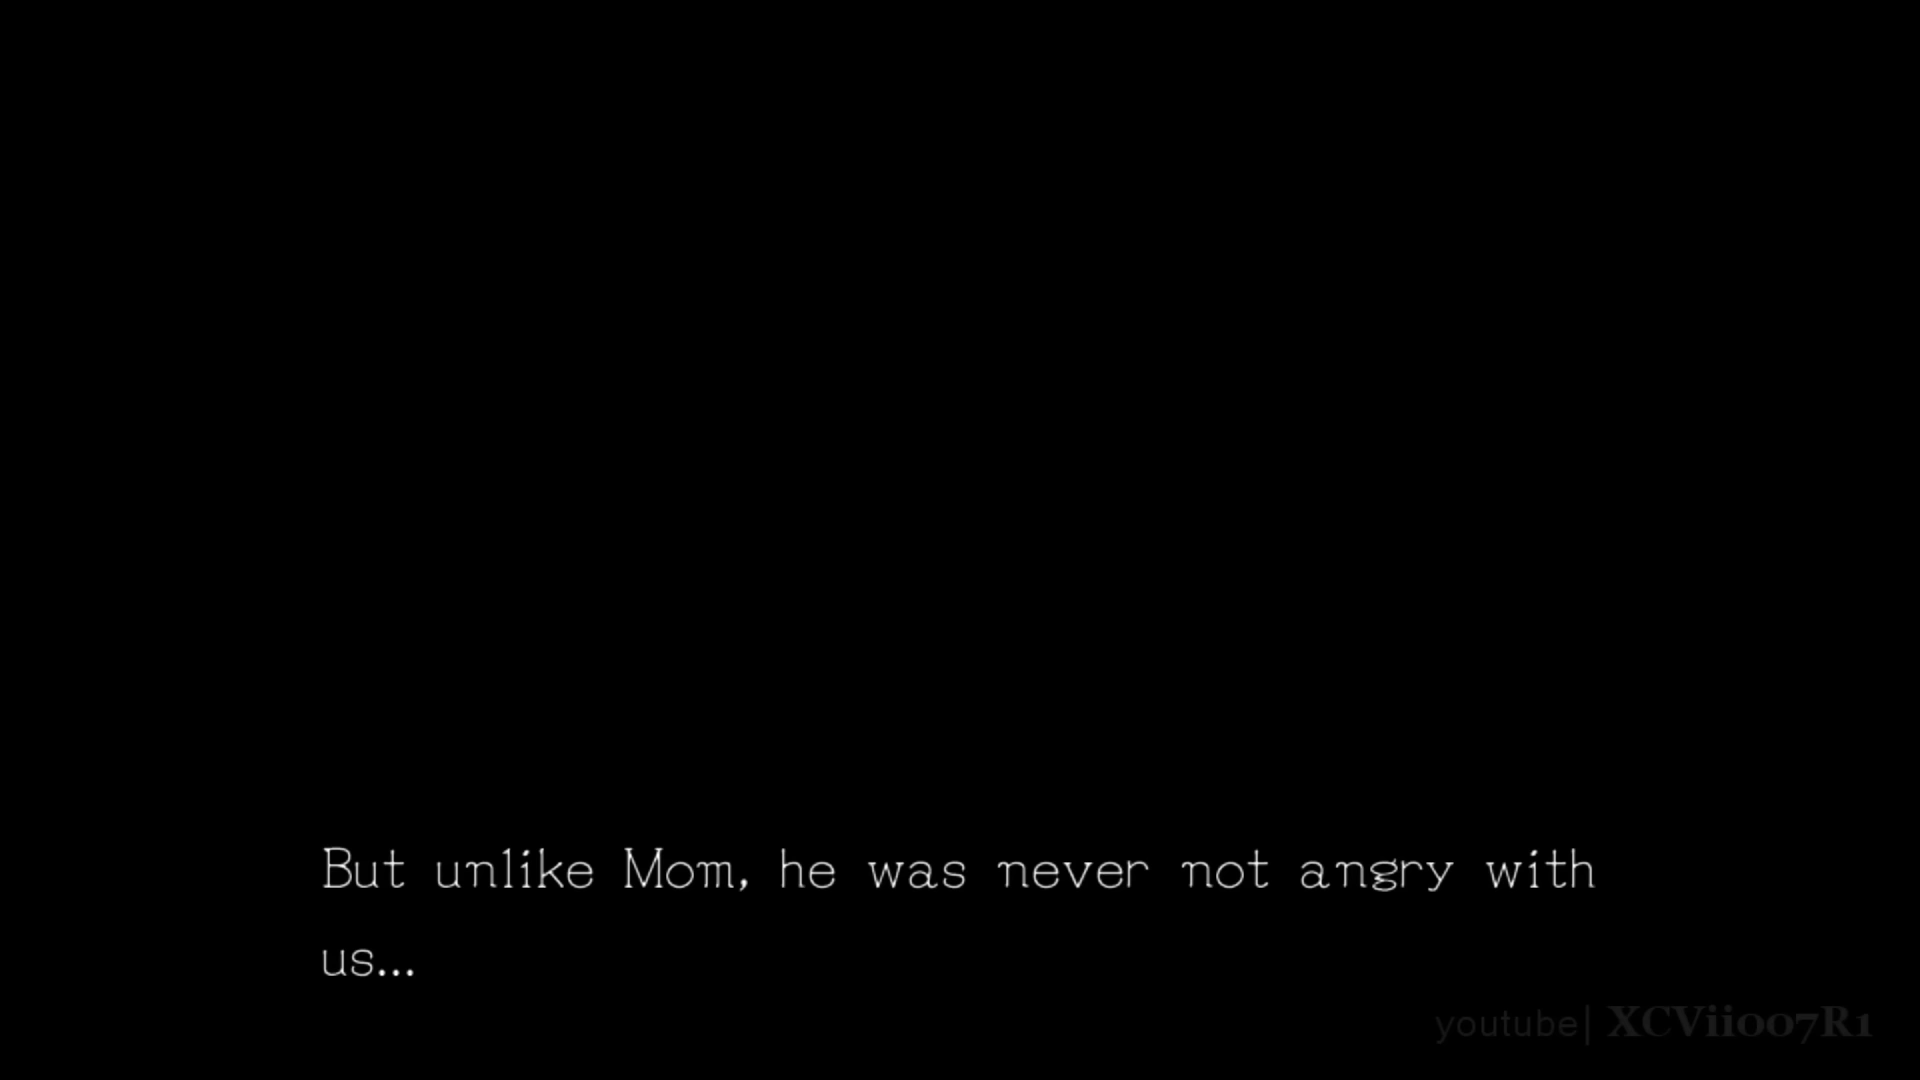 But unlike Mom, he was never not angry with
us...
youtube| XCVii007R1